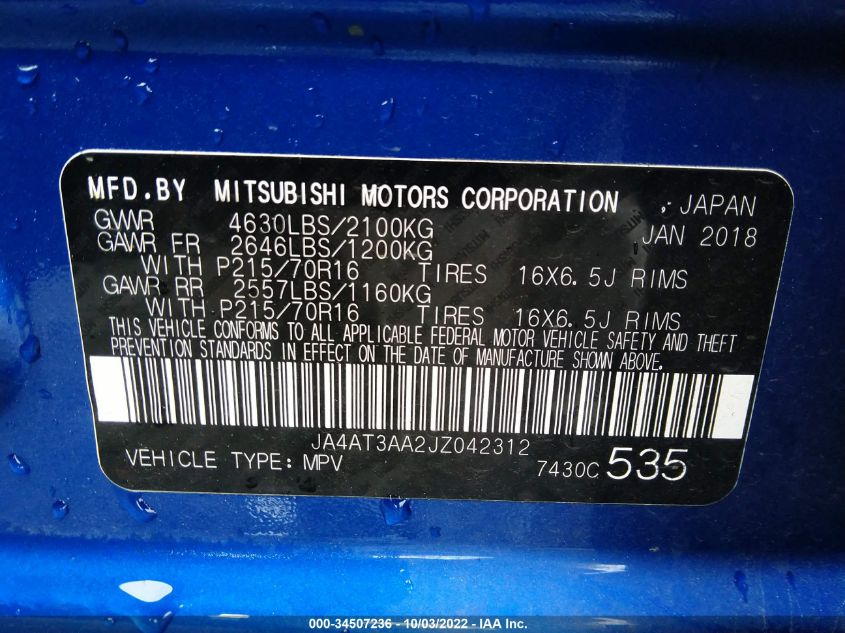 MFD.BY MITSUBISHI MOTORS CORPORATION , JAPAN
GVWR 4630LBS/2100KG JAN 2018
GAWR FR 2646LBS/1200KG
WITH P215/70R16 TIRES 16X6.5J RIMS
GAWR RR 2557LBS/1160KG
WITH P215/70R16 TIRES 16X6.5J RIMS
THIS VEHICLE CONFORMS TO ALL APPLICABLE FEDERAL MOTOR VEHICLE SAFETY AND THEFT
PREVENTION STANDARDS IN EFFECT ON THE DATE OF MANUFACTURE SHOWN ABOVE.
JA4AT3AA2JZ042312
VEHICLE TYPE: MPV 7430C 535
000-34507236 - 10/03/2022 - IAA Inc.